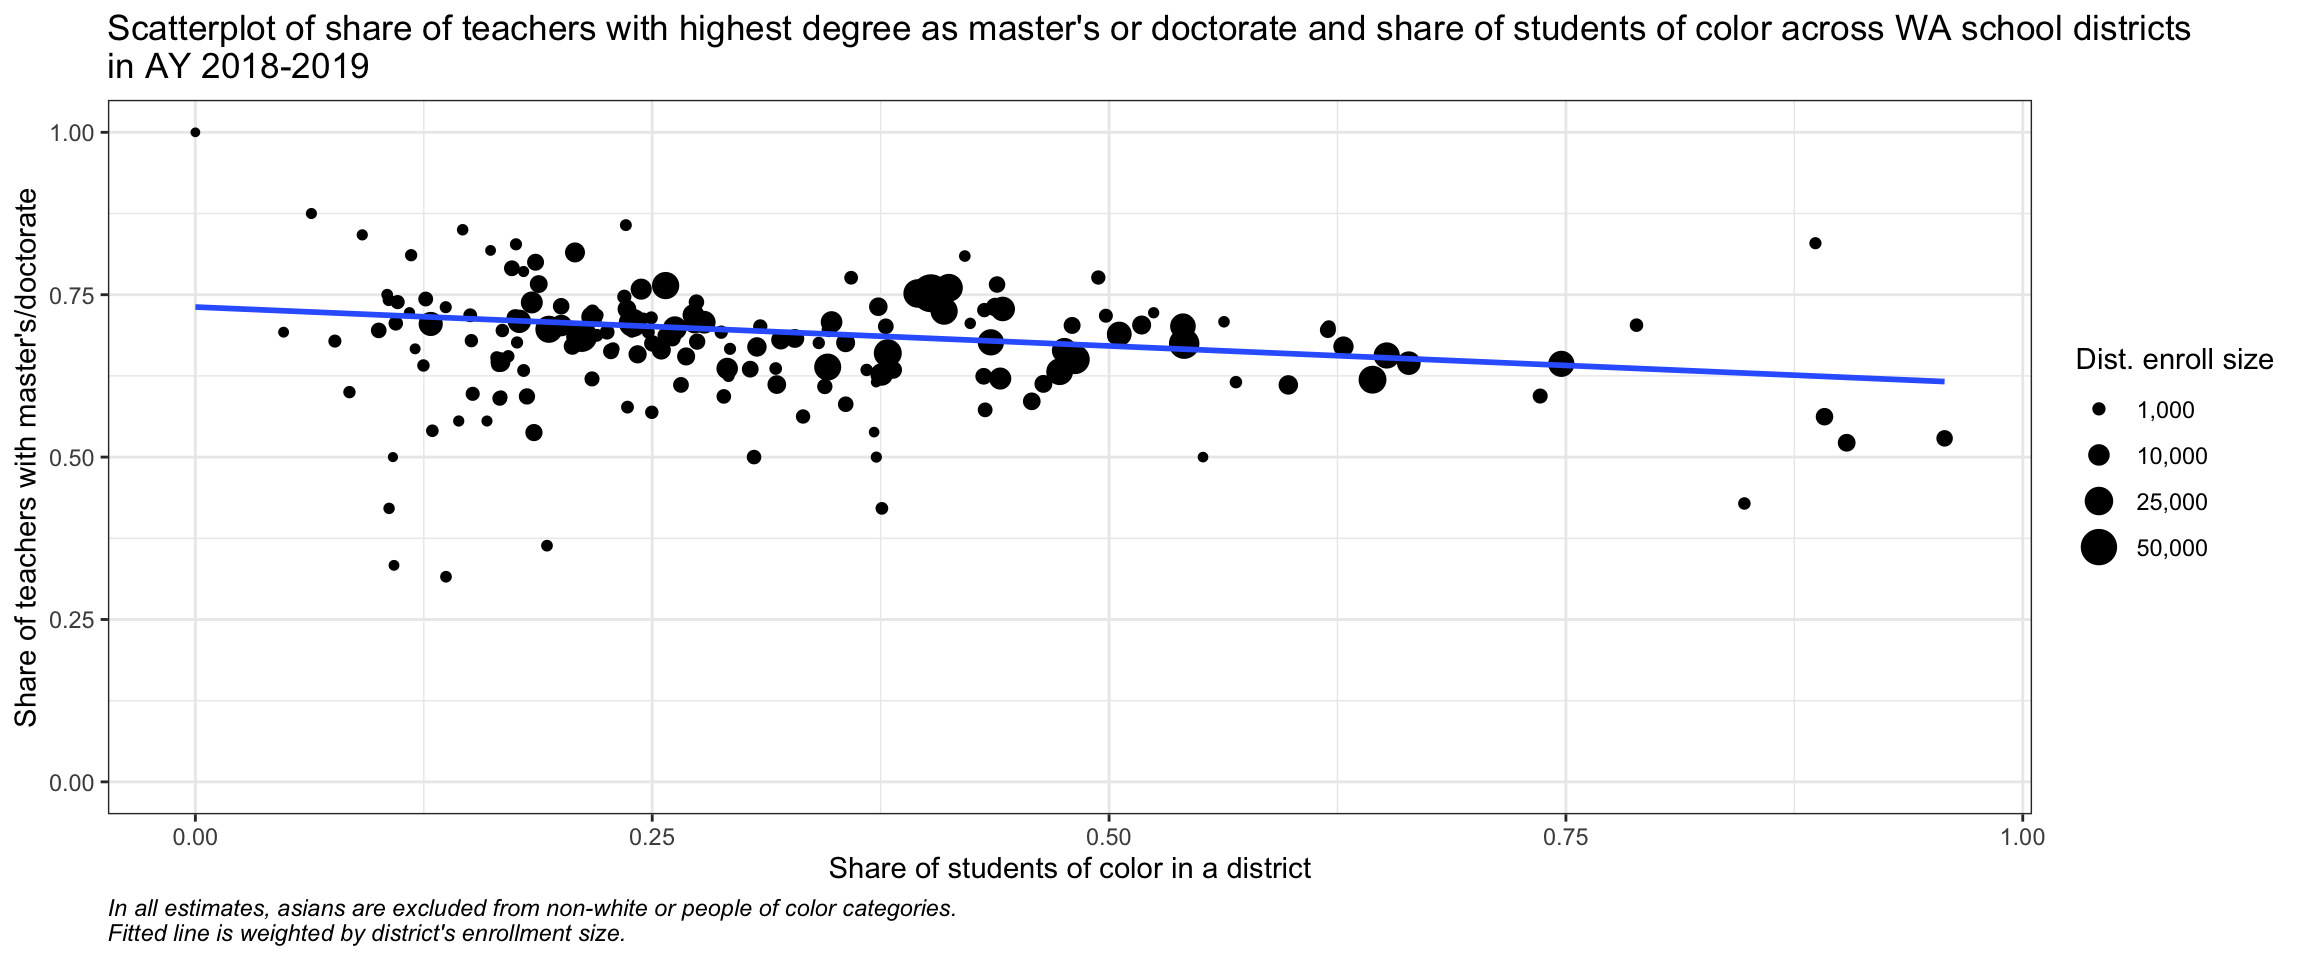 Scatterplot of share of teachers with highest degree as master's or doctorate and share of students of color across WA school districts
in AY 2018-2019
Share of teachers with master's/doctorate
1.00
0.75
0.50
0.25
0.00
0.00
0.25
0.50
0.75
1.00
Share of students of color in a district
Dist. enroll size
1,000
10,000
25,000
50,000
In all estimates, asians are excluded from non-white or people of color categories.
Fitted line is weighted by district's enrollment size.